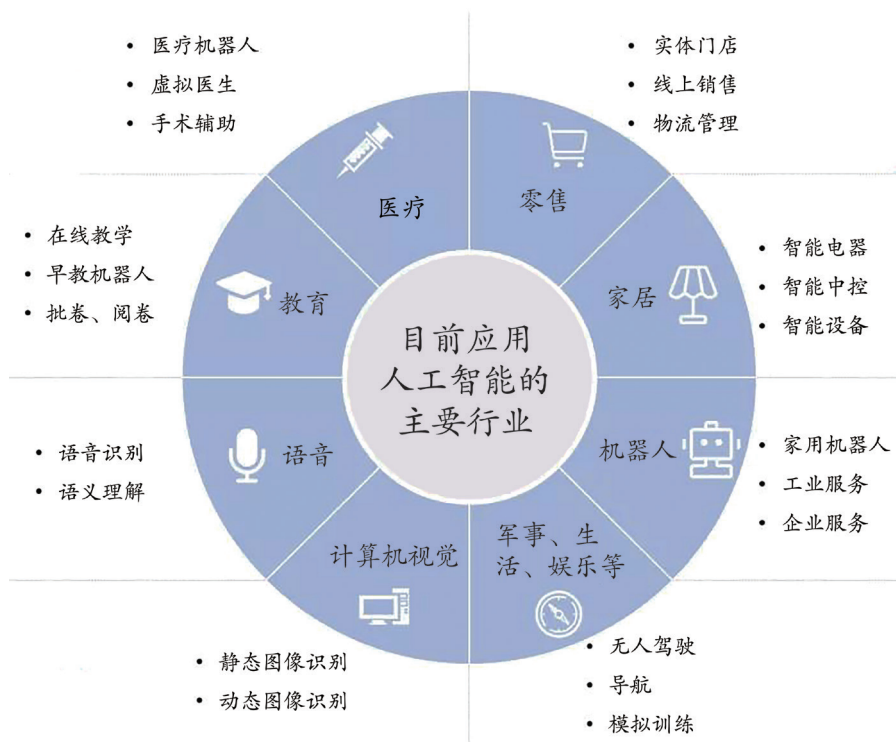 目前应用
人工智能的
主要行业
医疗
• 医疗机器人
• 虚拟医生
• 手术辅助
零售
• 实体门店
• 线上销售
• 物流管理
家居
• 智能电器
• 智能中控
• 智能设备
机器人
• 家用机器人
• 工业服务
• 企业服务
军事、生
活、娱乐等
• 无人驾驶
• 导航
• 模拟训练
计算机视觉
• 静态图像识别
• 动态图像识别
语音
• 语音识别
• 语义理解
教育
• 在线教学
• 早教机器人
• 批卷、阅卷